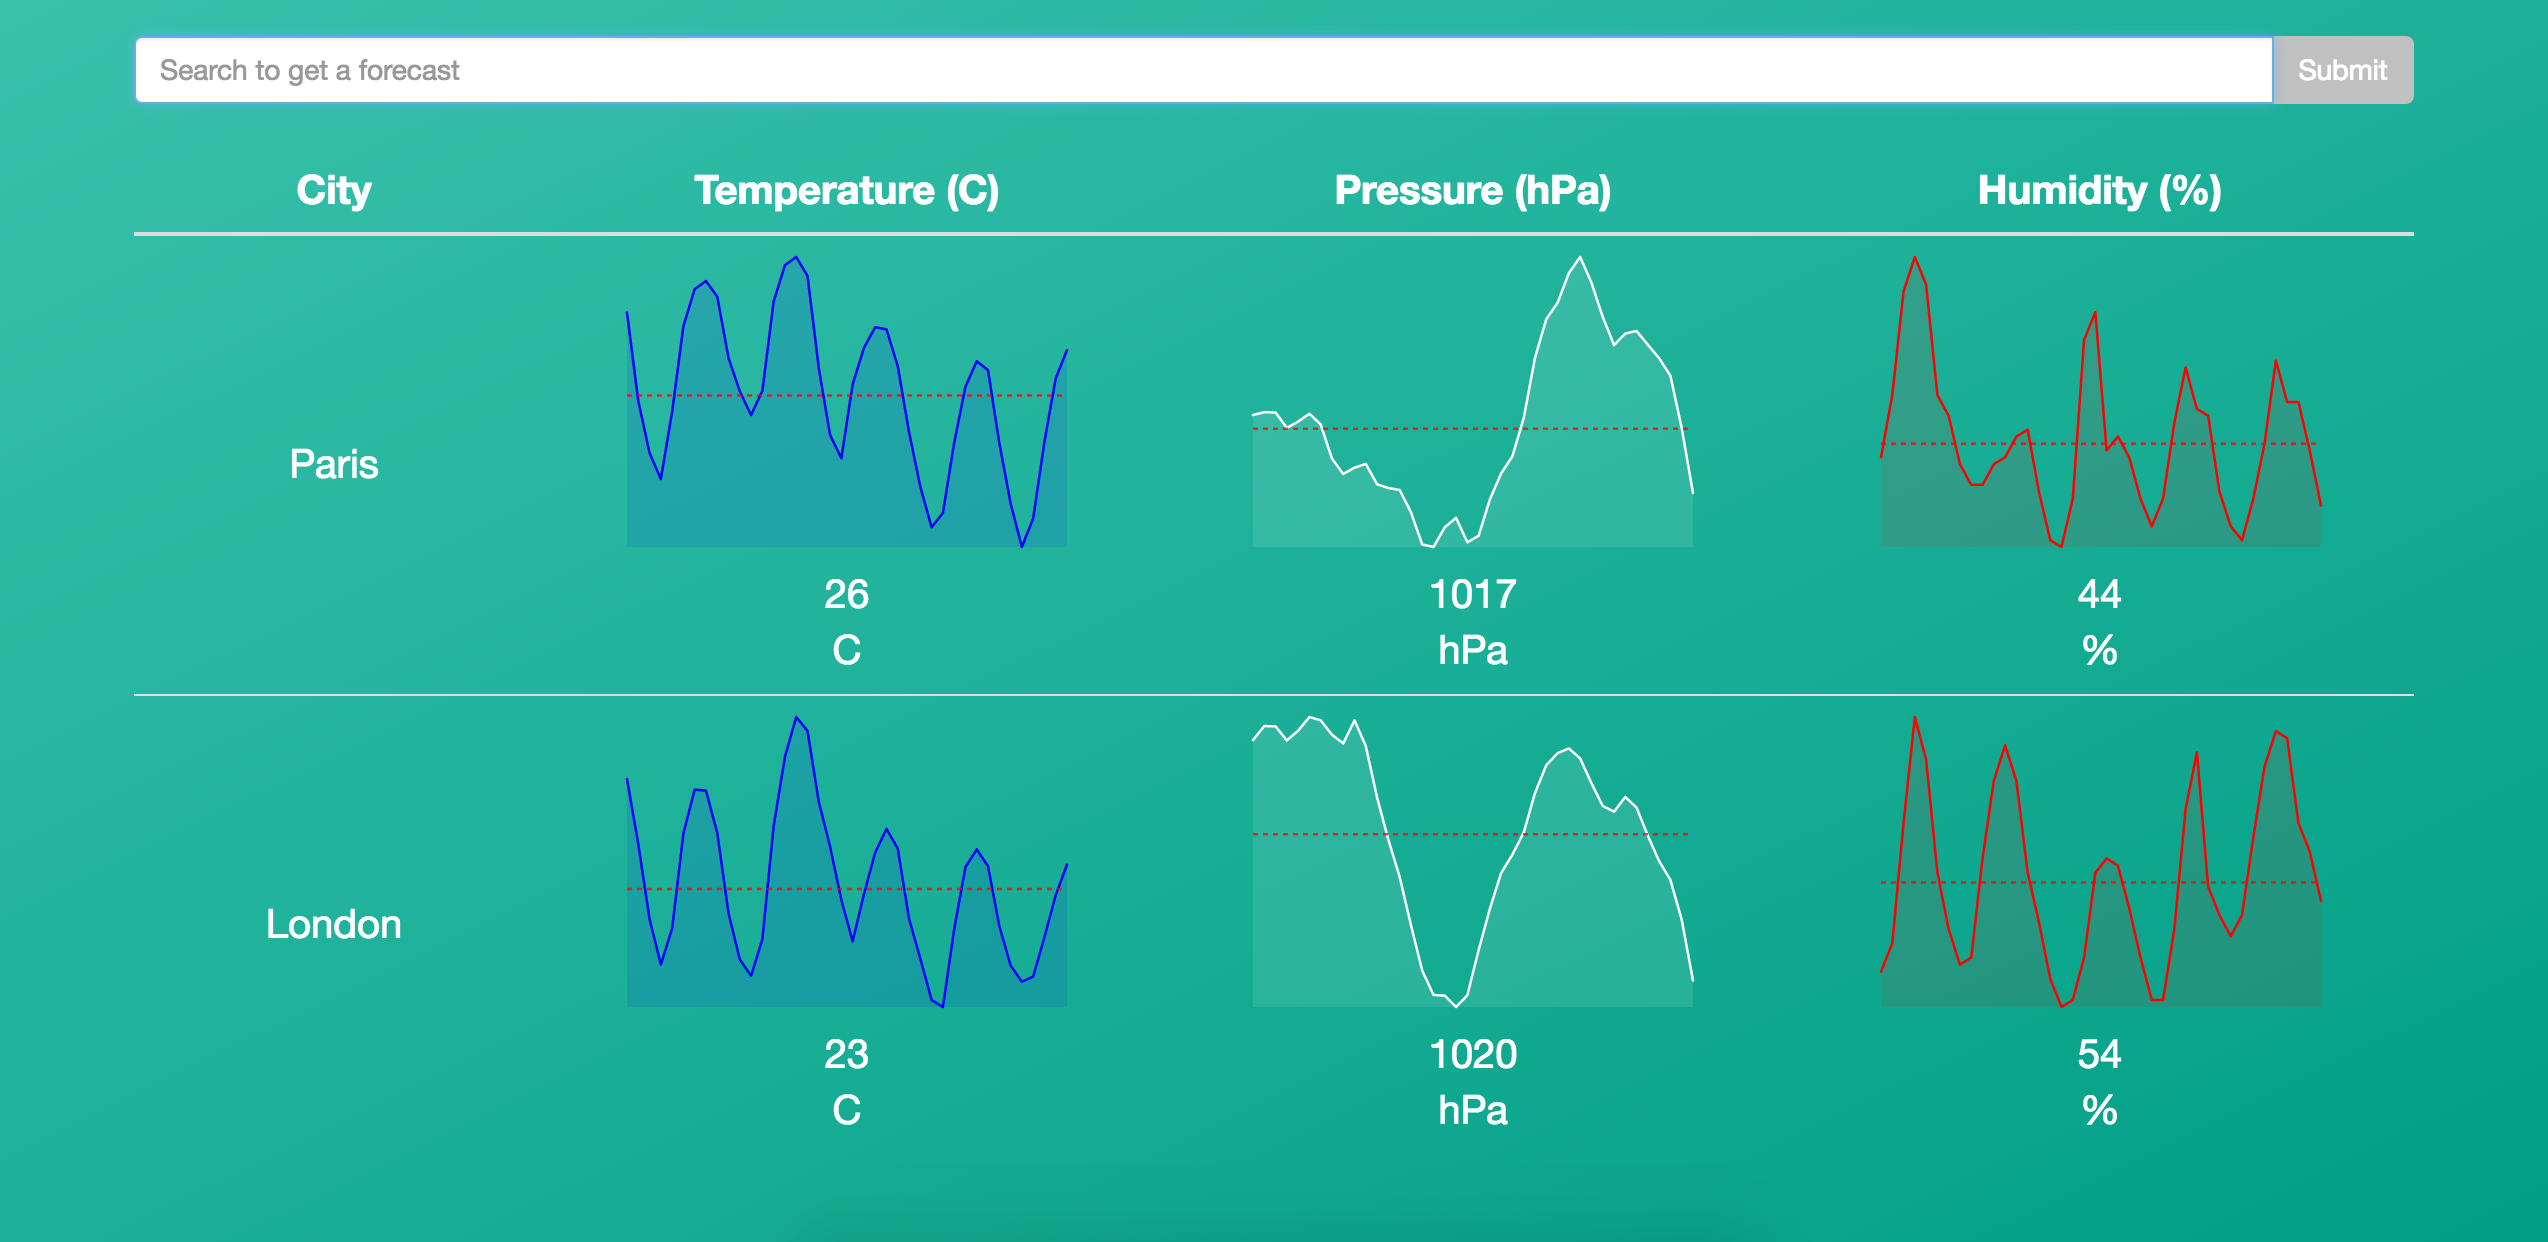 Search to get a forecast Submit
City Temperature (C) Pressure (hPa) Humidity (%)
Paris
26 1017 44
C hPa %
London
23 1020 54
C hPa %